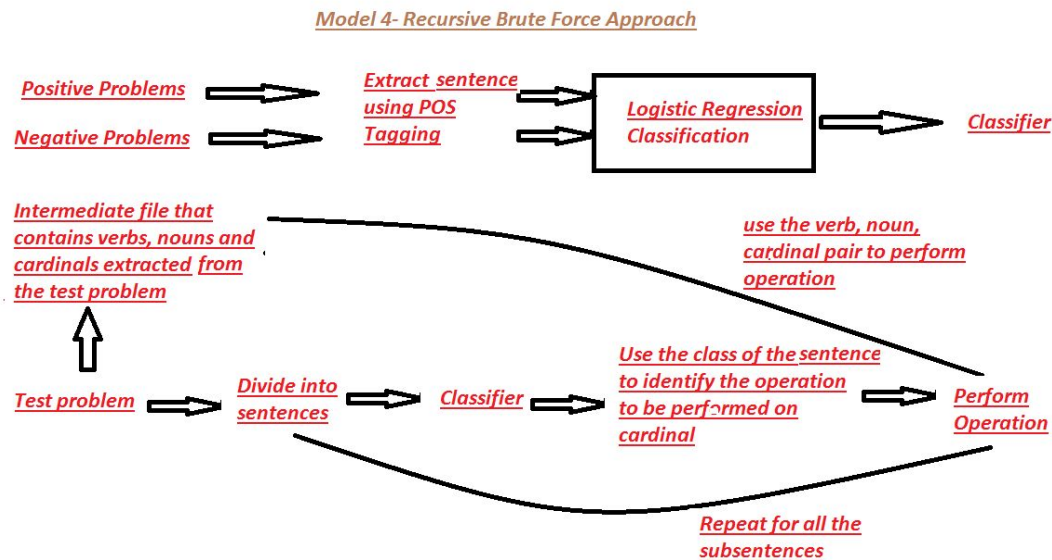 Model 4- Recursive Brute Force Approach
Positive Problems
Negative Problems
Extract sentence
using POS
Tagging
Logistic Regression
Classification
Classifier
Intermediate file that
contains verbs, nouns and
cardinals extracted from
the test problem
use the verb, noun,
cardinal pair to perform
operation
Test problem
Divide into
sentences
Classifier
Use the class of the sentence
to identify the operation
to be performed on
cardinal
Perform
Operation
Repeat for all the
subsentences